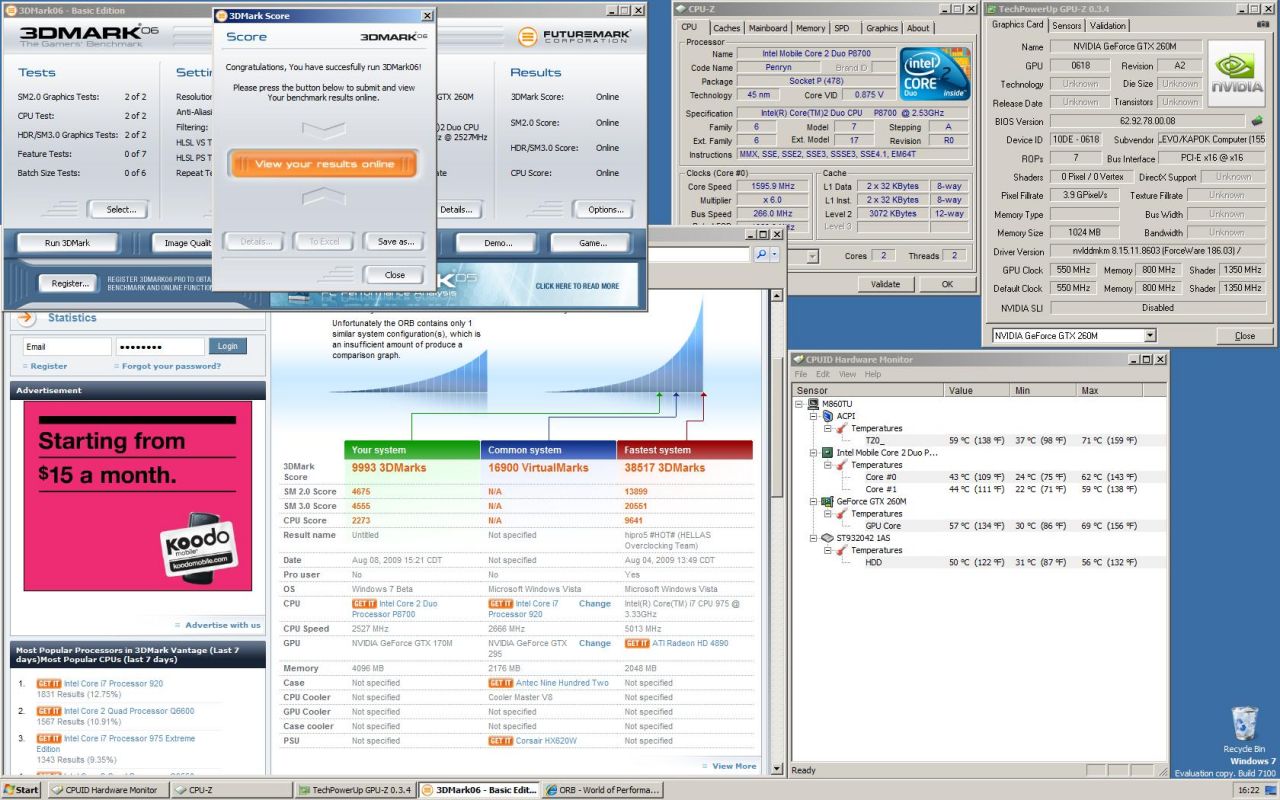 3DMark06 - Basic Edition
3DMARK®06
The Gamers' Benchmark
FUTUREMARK
CORPORATION
Tests
SM2.0 Graphics Tests: 2 of 2
CPU Test: 2 of 2
HDR/SM3.0 Graphics Tests: 2 of 2
Feature Tests: 0 of 7
Batch Size Tests: 0 of 6
Select...
Resolution
Anti-Alias
Filtering:
HLSL VS T
HLSL PS T
Repeat T
GTX 260M
2 Duo CPU
z @ 2527MHz
Details...
Results
3DMark Score: Online
SM2.0 Score: Online
HDR/SM3.0 Score: Online
CPU Score: Online
Options...
Run 3DMark
Image Qualit
Demo...
Game...
Register...
REGISTER 3DMARK06 PRO TO OBTA
BENCHMARK AND ONLINE FUNCTION
PC Performance Analysis
CLICK HERE TO READ MORE
3DMark Score
Score
3DMARK®06
Congratulations, You have succesfully run 3DMark06!
Please press the button below to submit and view
Your benchmark results online.
View your results online
Details...
To Excel
Save as...
Close
Statistics
Email
Login
Register
Forgot your password?
Advertisement
Starting from
$15 a month.
Koodo
mobile
koodomobile.com
Advertise with us
Most Popular Processors in 3DMark Vantage (Last 7
days)Most Popular CPUs (last 7 days)
1. GET IT Intel Core i7 Processor 920
1831 Results (12.75%)
2. GET IT Intel Core 2 Quad Processor Q6600
1567 Results (10.91%)
3. GET IT Intel Core i7 Processor 975 Extreme
Edition
1343 Results (9.35%)
Unfortunately the ORB contains only 1
similar system configuration(s), which is
an insufficient amount of produce a
comparison graph.
Your system Common system Fastest system
3DMark Score 9993 3DMarks 16900 VirtualMarks 38517 3DMarks
SM 2.0 Score 4675 N/A 13899
SM 3.0 Score 4555 N/A 20551
CPU Score 2273 N/A 9641
Result name Untitled Not specified hipro5 #HOT# (HELLAS
Overclocking Team)
Date Aug 08, 2009 15:21 CDT Not specified Aug 04, 2009 13:49 CDT
Pro user No No Yes
OS Windows 7 Beta Microsoft Windows Vista Microsoft Windows Vista
CPU GET IT Intel Core 2 Duo GET IT Intel Core i7 Change Intel(R) Core(TM) i7 CPU 975 @
Processor P8700 Processor 920 3.33GHz
CPU Speed 2527 MHz 2666 MHz 5013 MHz
GPU NVIDIA GeForce GTX 170M NVIDIA GeForce GTX Change GET IT ATI Radeon HD 4890
295
Memory 4096 MB 2176 MB 2048 MB
Case Not specified GET IT Antec Nine Hundred Two Not specified
CPU Cooler Not specified Cooler Master V8 Not specified
GPU Cooler Not specified Not specified Not specified
Case cooler Not specified Not specified Not specified
PSU Not specified GET IT Corsair HX620W Not specified
View More
CPU-Z
CPU Caches Mainboard Memory SPD Graphics About
Processor
Name Intel Mobile Core 2 Duo P8700
Code Name Penryn Brand ID
Package Socket P (478)
Technology 45 nm Core VID 0.875 V
intel
CORE 2
Duo inside
Specification Intel(R) Core(TM)2 Duo CPU P8700 @ 2.53GHz
Family 6 Model 7 Stepping A
Ext. Family 6 Ext. Model 17 Revision R0
Instructions MMX, SSE, SSE2, SSE3, SSSE3, SSE4.1, EM64T
Clocks (Core #0)
Core Speed 1595.9 MHz
Multiplier x 6.0
Bus Speed 266.0 MHz
Cache
L1 Data 2 x 32 KBytes 8-way
L1 Inst. 2 x 32 KBytes 8-way
Level 2 3072 KBytes 12-way
Level 3
Cores 2 Threads 2
Validate OK
TechPowerUp GPU-Z 0.3.4
Graphics Card Sensors Validation
Name NVIDIA GeForce GTX 260M
GPU 0618 Revision A2
Technology Unknown Die Size Unknown
Release Date Unknown Transistors Unknown
NVIDIA
BIOS Version 62.92.78.00.08
Device ID 10DE - 0618 Subvendor LEVO/KAPOK Computer (155
ROPs 7 Bus Interface PCI-E x16 @ x16
Shaders 0 Pixel / 0 Vertex DirectX Support Unknown
Pixel Fillrate 3.9 GPixel/s Texture Fillrate Unknown
Memory Type Bus Width Unknown
Memory Size 1024 MB Bandwidth Unknown
Driver Version nvlddmkm 8.15.11.8603 (ForceWare 186.03) /
GPU Clock 550 MHz Memory 800 MHz Shader 1350 MHz
Default Clock 550 MHz Memory 800 MHz Shader 1350 MHz
NVIDIA SLI Disabled
NVIDIA GeForce GTX 260M
Close
CPUID Hardware Monitor
File Edit View Help
Sensor Value Min Max
M860TU
ACPI
Temperatures
TZ0_ 59 °C (138 °F) 37 °C (98 °F) 71 °C (159 °F)
Intel Mobile Core 2 Duo P...
Temperatures
Core #0 43 °C (109 °F) 24 °C (75 °F) 62 °C (143 °F)
Core #1 44 °C (111 °F) 22 °C (71 °F) 59 °C (138 °F)
GeForce GTX 260M
Temperatures
GPU Core 57 °C (134 °F) 30 °C (86 °F) 69 °C (156 °F)
ST932042 1AS
Temperatures
HDD 50 °C (122 °F) 31 °C (87 °F) 56 °C (132 °F)
Ready
Recycle Bin
Windows 7
Evaluation copy. Build 7100
Start
CPUID Hardware Monitor
CPU-Z
TechPowerUp GPU-Z 0.3.4
3DMark06 - Basic Edit...
ORB - World of Performa...
16:22